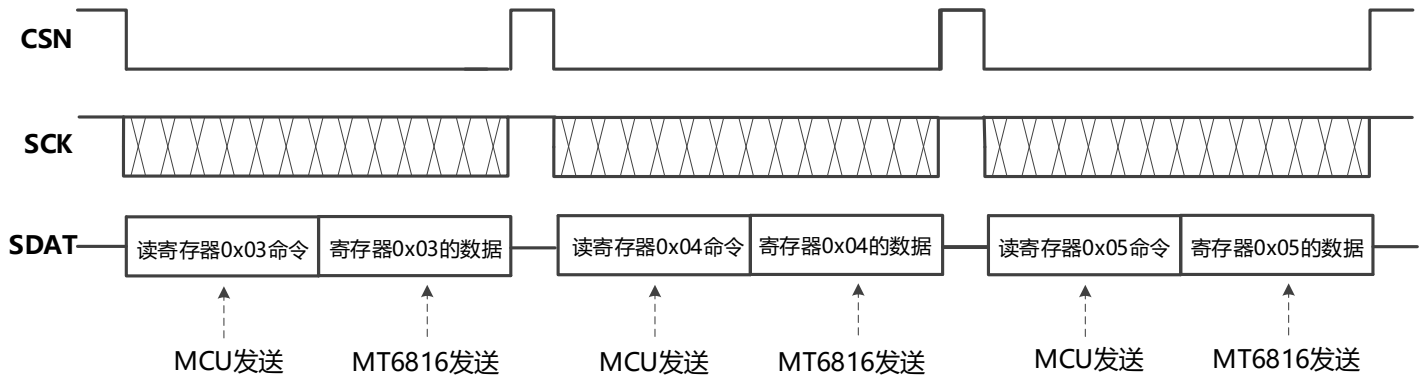 CSN
SCK
SDAT
读寄存器0x03命令 寄存器0x03的数据 读寄存器0x04命令 寄存器0x04的数据 读寄存器0x05命令 寄存器0x05的数据
MCU发送 MT6816发送 MCU发送 MT6816发送 MCU发送 MT6816发送